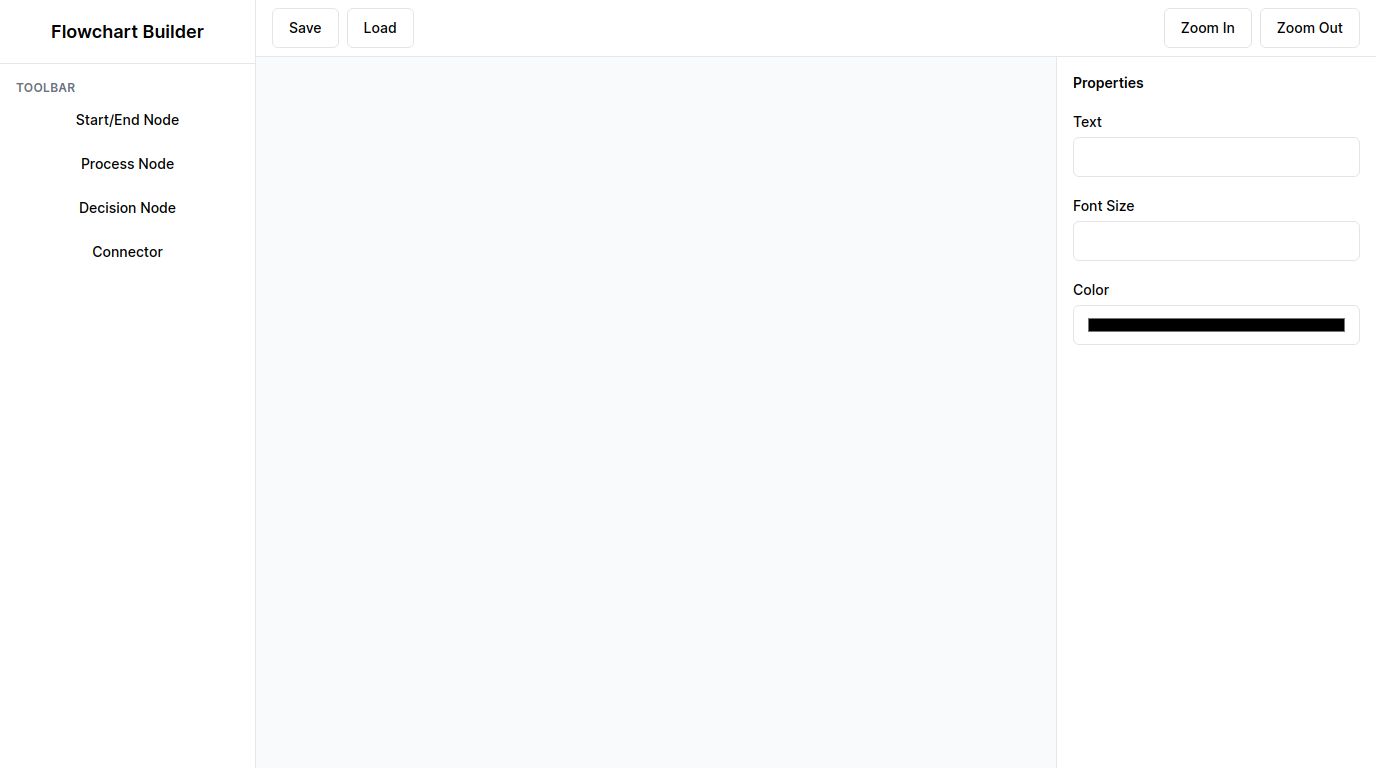 Flowchart Builder
TOOLBAR
Start/End Node
Process Node
Decision Node
Connector
Save
Load
Zoom In
Zoom Out
Properties
Text
Font Size
Color